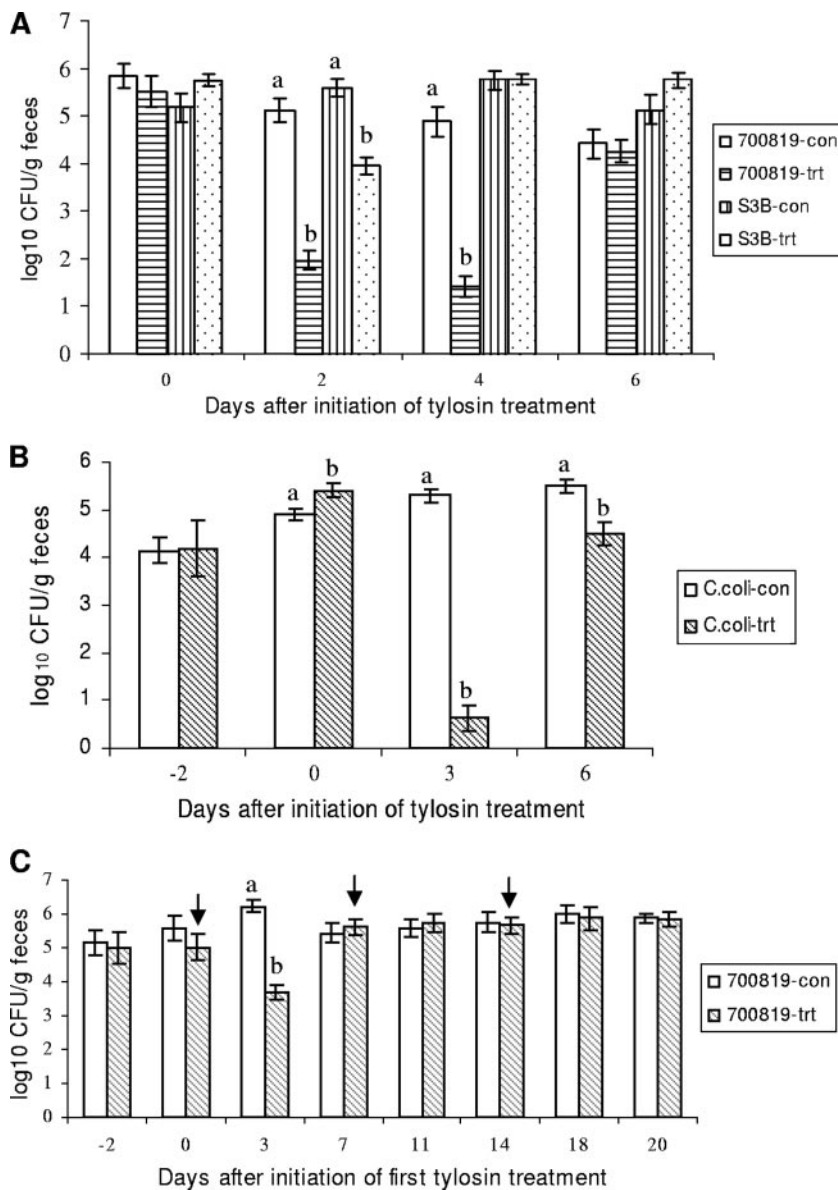 A
7
6
5
4
3
2
1
0
log10 CFU/g feces
a
b
a
b
a
b
0 2 4 6
Days after initiation of tylosin treatment
700819-con
700819-trt
S3B-con
S3B-trt
B
6
5
4
3
2
1
0
log10 CFU/g feces
a
b
a
b
a
b
-2 0 3 6
Days after initiation of tylosin treatment
C.coli-con
C.coli-trt
C
7
6
5
4
3
2
1
0
log10 CFU/g feces
a
b
-2 0 3 7 11 14 18 20
Days after initiation of first tylosin treatment
700819-con
700819-trt